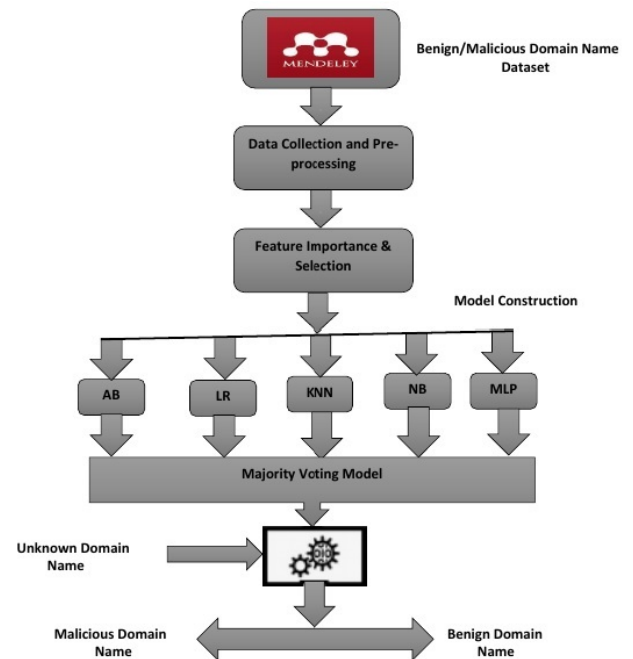 MENDELEY
Benign/Malicious Domain Name
Dataset
Data Collection and Pre-
processing
Feature Importance &
Selection
Model Construction
AB
LR
KNN
NB
MLP
Majority Voting Model
Unknown Domain
Name
Malicious Domain
Name
Benign Domain
Name